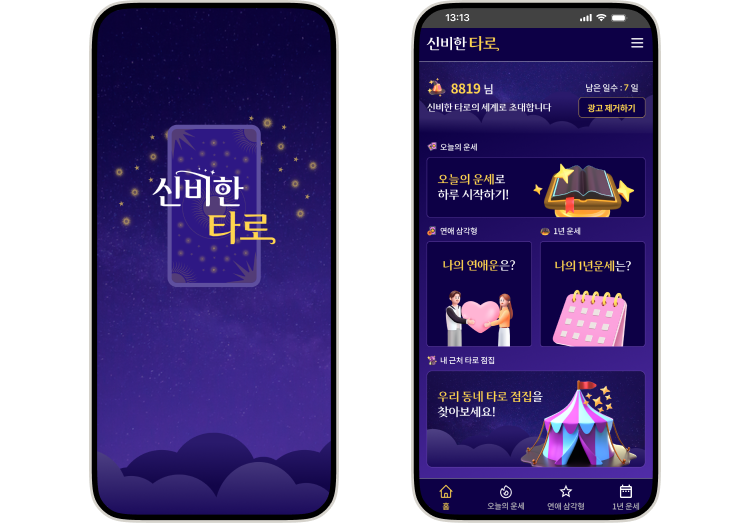 신비한
타로
13:13
신비한 타로
8819 님
남은 일수 : 7 일
신비한 타로의 세계로 초대합니다
광고 제거하기
오늘의 운세
오늘의 운세로
하루 시작하기!
연애 삼각형
1년 운세
나의 연애운은?
나의 1년운세는?
내 근처 타로 점집
우리 동네 타로 점집을
찾아보세요!
홈
오늘의 운세
연애 삼각형
1년 운세